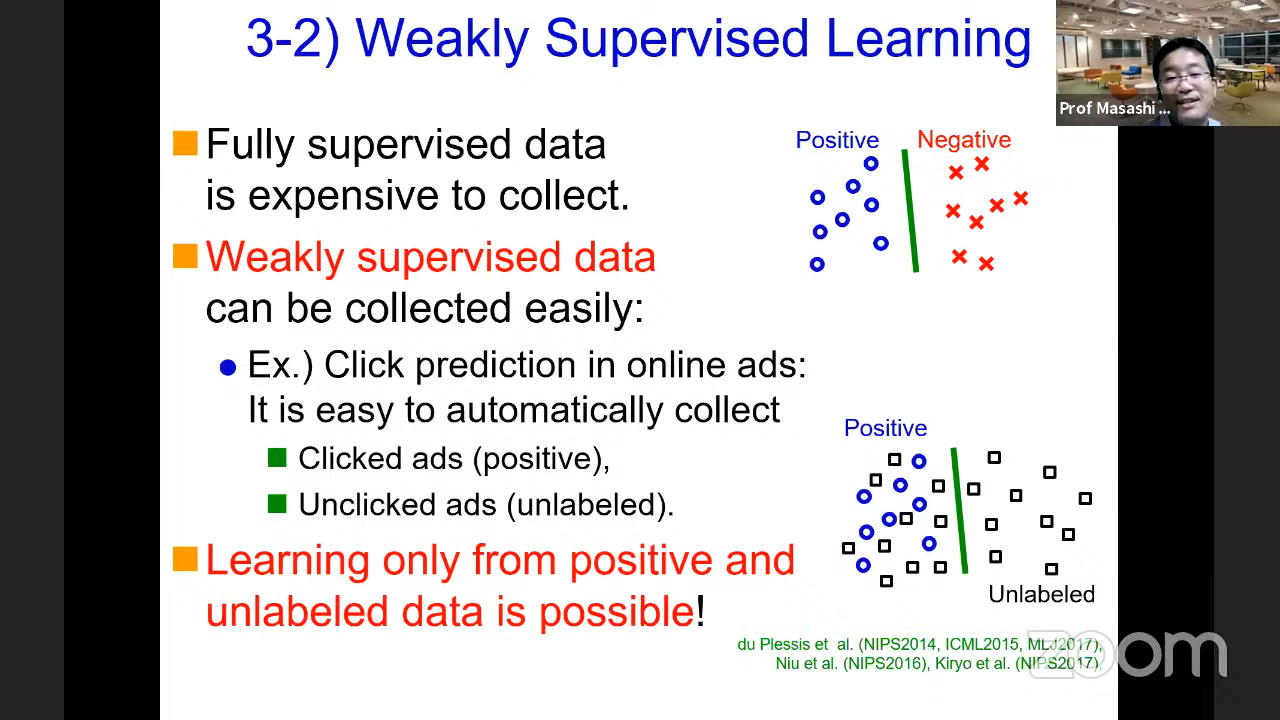 3-2) Weakly Supervised Learning
Prof Masashi ...
Fully supervised data
is expensive to collect.
Positive
Negative
Weakly supervised data
can be collected easily:
Ex.) Click prediction in online ads:
It is easy to automatically collect
Clicked ads (positive),
Unclicked ads (unlabeled).
Positive
Unlabeled
Learning only from positive and
unlabeled data is possible!
du Plessis et al. (NIPS2014, ICML2015, MLJ2017),
Niu et al. (NIPS2016), Kiryo et al. (NIPS2017),
zoom